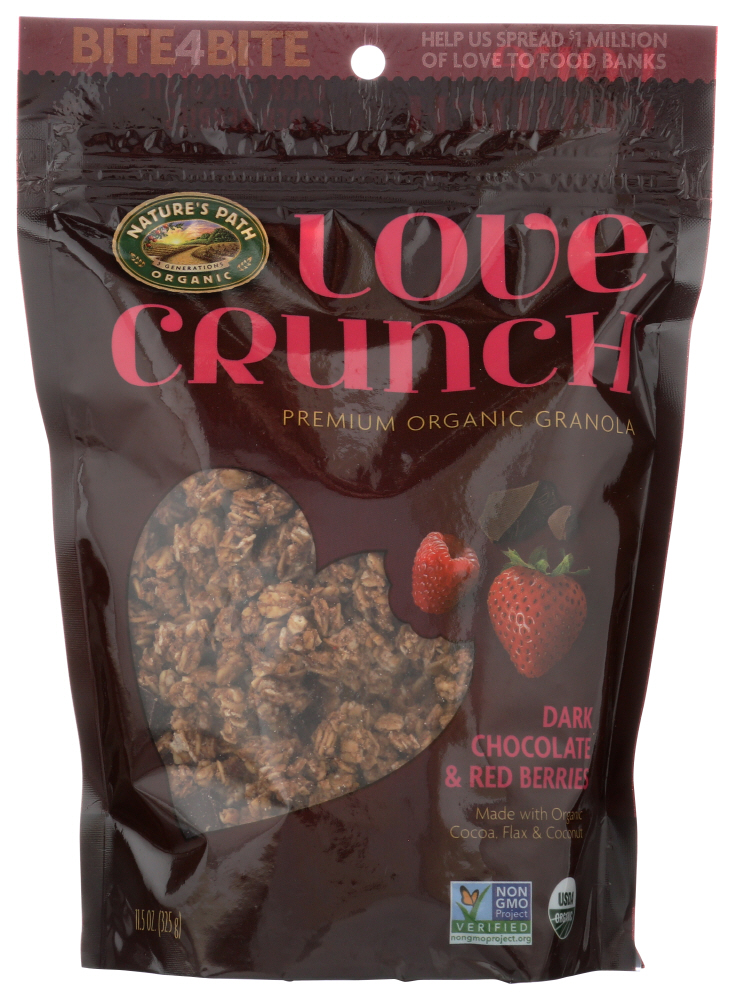 BITE4BITE
HELP US SPREAD $1 MILLION
OF LOVE TO FOOD BANKS
NATURE'S PATH
3 GENERATIONS
ORGANIC
LOVE
CRUNCH
PREMIUM ORGANIC GRANOLA
DARK
CHOCOLATE
& RED BERRIES
Made with Organic
Cocoa, Flax & Coconut
11.5 OZ. (325 g)
NON
GMO
Project
VERIFIED
nongmoproject.org
USDA
ORGANIC